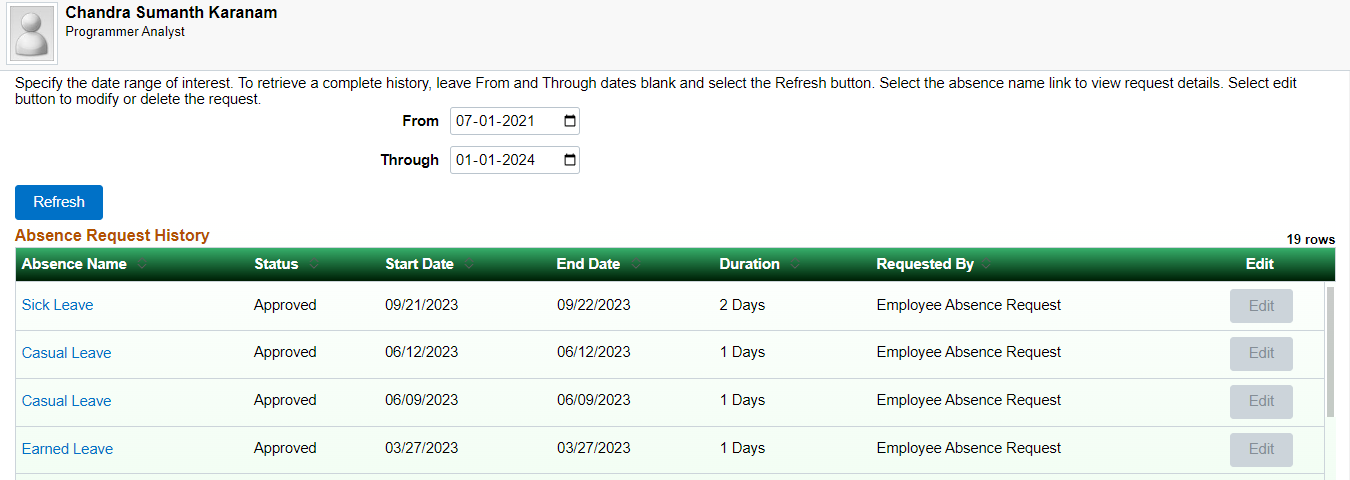 Chandra Sumanth Karanam
Programmer Analyst
Specify the date range of interest. To retrieve a complete history, leave From and Through dates blank and select the Refresh button. Select the absence name link to view request details. Select edit
button to modify or delete the request.
From 07-01-2021
Through 01-01-2024
Refresh
Absence Request History 19 rows
Absence Name Status Start Date End Date Duration Requested By Edit
Sick Leave Approved 09/21/2023 09/22/2023 2 Days Employee Absence Request Edit
Casual Leave Approved 06/12/2023 06/12/2023 1 Days Employee Absence Request Edit
Casual Leave Approved 06/09/2023 06/09/2023 1 Days Employee Absence Request Edit
Earned Leave Approved 03/27/2023 03/27/2023 1 Days Employee Absence Request Edit